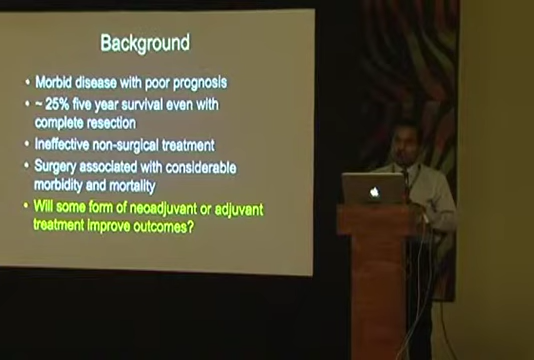 Background
• Morbid disease with poor prognosis
• ~ 25% five year survival even with
complete resection
• Ineffective non-surgical treatment
• Surgery associated with considerable
morbidity and mortality
• Will some form of neoadjuvant or adjuvant
treatment improve outcomes?